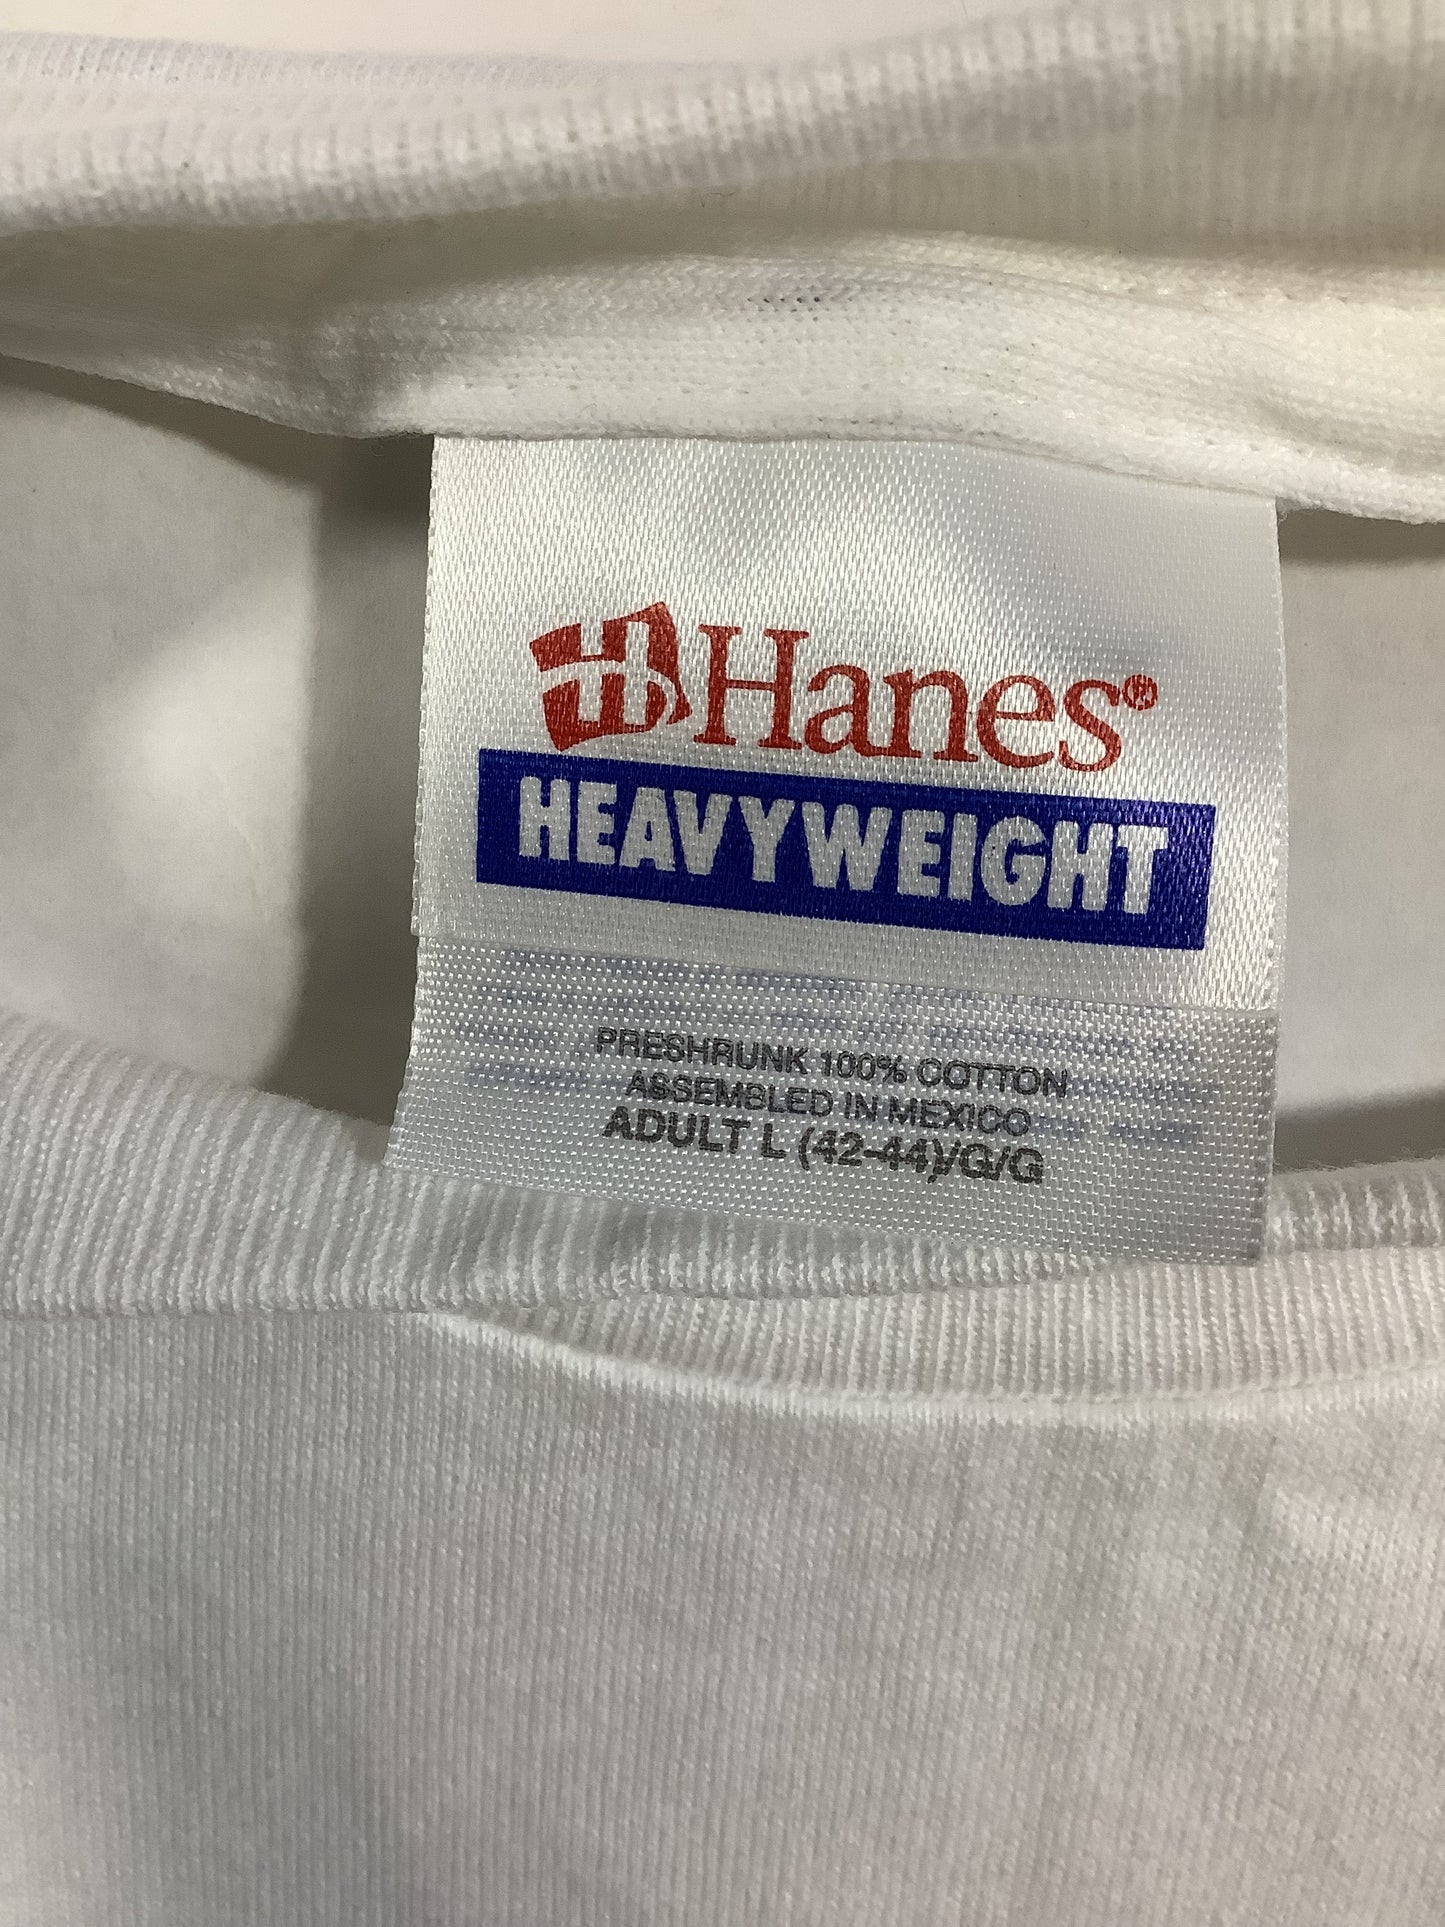 Hanes®
HEAVYWEIGHT
PRESHRUNK 100% COTTON
ASSEMBLED IN MEXICO
ADULT L (42-44)/G/G